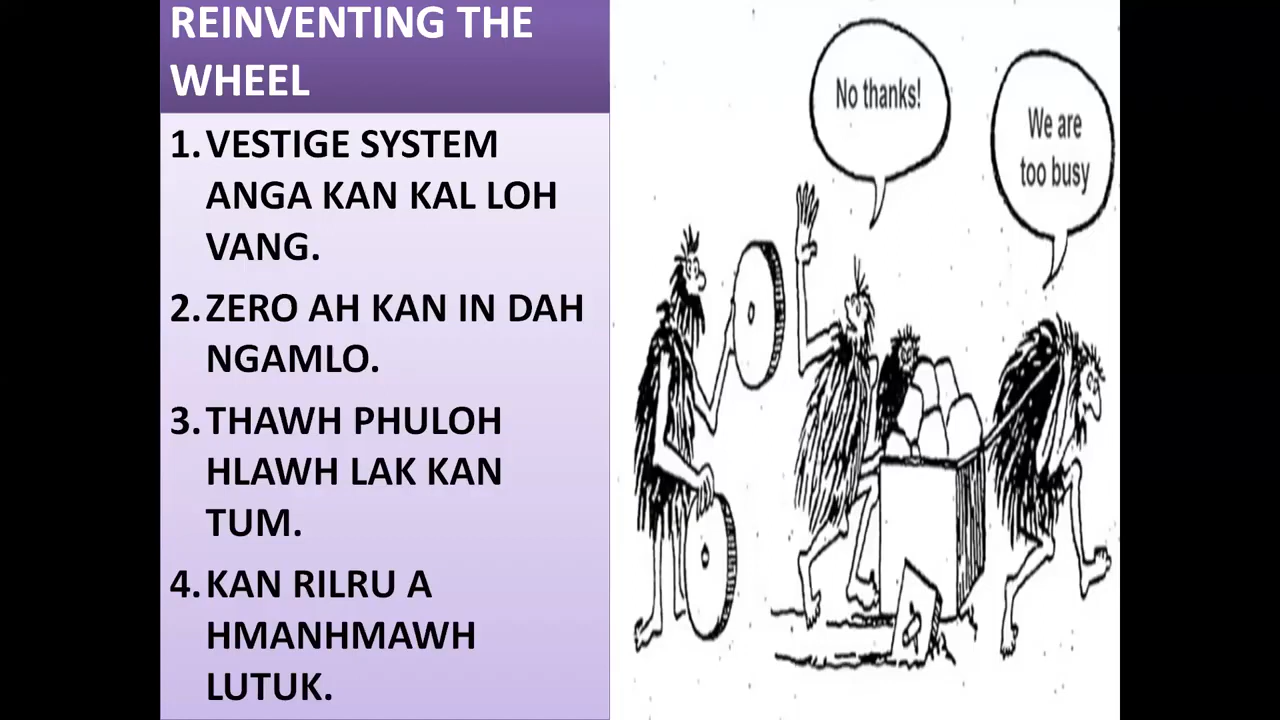 REINVENTING THE
WHEEL
1. VESTIGE SYSTEM
ANGA KAN KAL LOH
VANG.
2. ZERO AH KAN IN DAH
NGAMLO.
3. THAWH PHULOH
HLAWH LAK KAN
TUM.
4. KAN RILRU A
HMANHMAWH
LUTUK.
No thanks!
We are
too busy